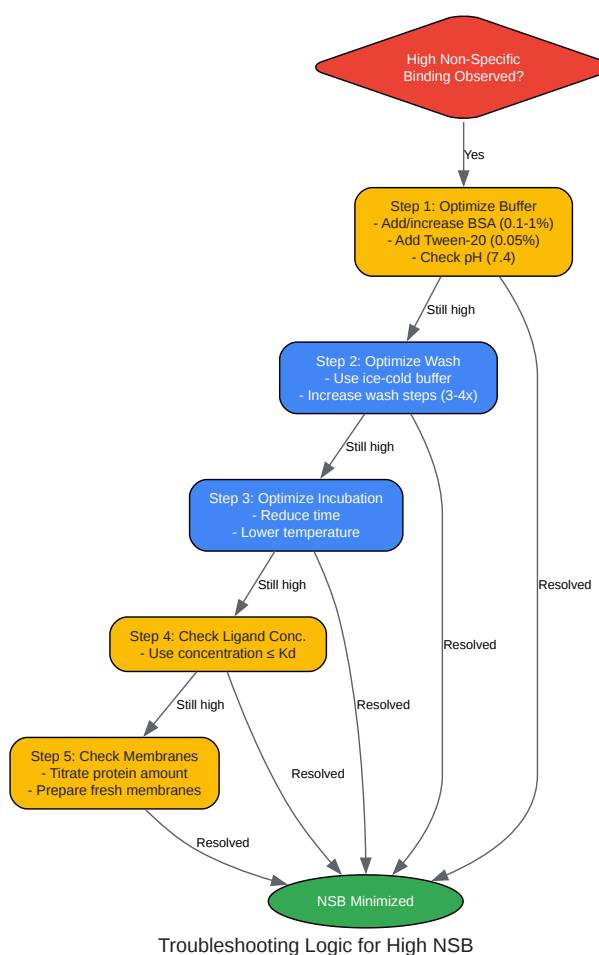 High Non-Specific
Binding Observed?
Yes
Step 1: Optimize Buffer
- Add/increase BSA (0.1-1%)
- Add Tween-20 (0.05%)
- Check pH (7.4)
Still high
Step 2: Optimize Wash
- Use ice-cold buffer
- Increase wash steps (3-4x)
Still high
Step 3: Optimize Incubation
- Reduce time
- Lower temperature
Resolved
Still high
Step 4: Check Ligand Conc.
- Use concentration ≤ Kd
Resolved
Still high
Resolved
Step 5: Check Membranes
- Titrate protein amount
- Prepare fresh membranes
Resolved
Resolved
NSB Minimized
Troubleshooting Logic for High NSB